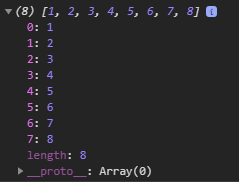 ▼ (8) [1, 2, 3, 4, 5, 6, 7, 8] i
0: 1
1: 2
2: 3
3: 4
4: 5
5: 6
6: 7
7: 8
length: 8
▶ __proto__: Array(0)